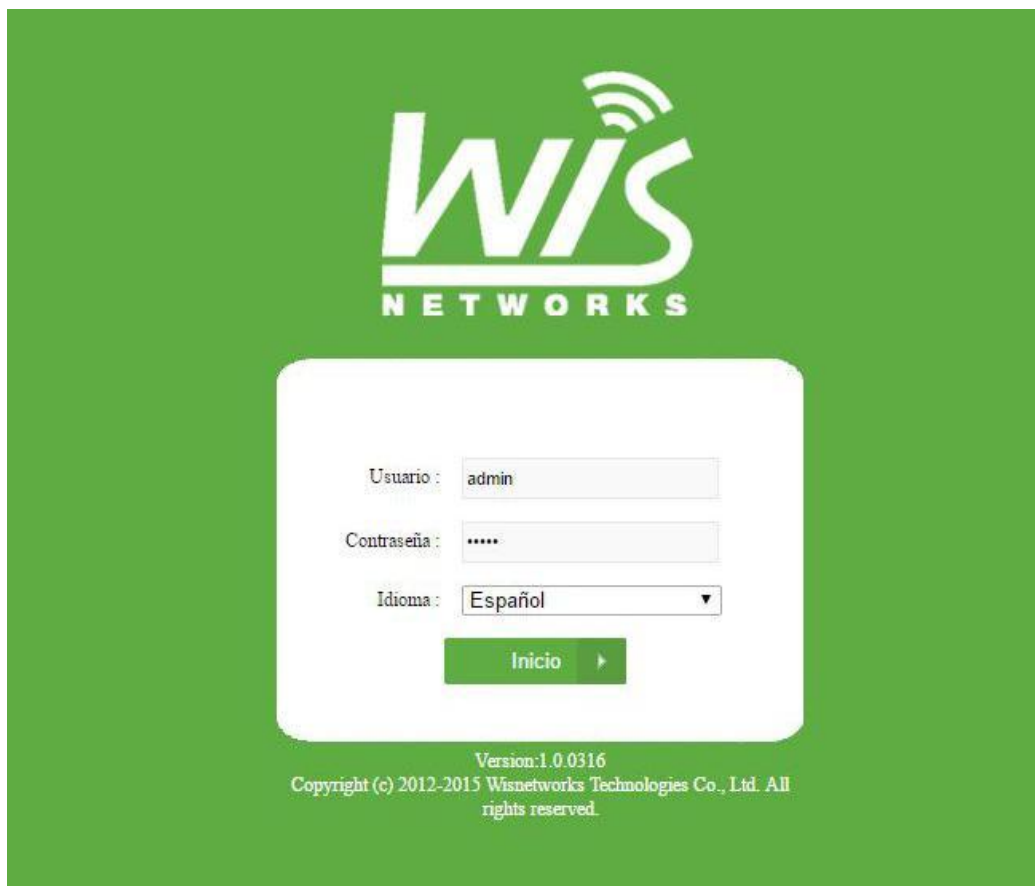 Wis
NETWORKS
Usuario : admin
Contraseña : •••••
Idioma : Español
Inicio
Version:1.0.0316
Copyright (c) 2012-2015 Wisnetworks Technologies Co., Ltd. All
rights reserved.